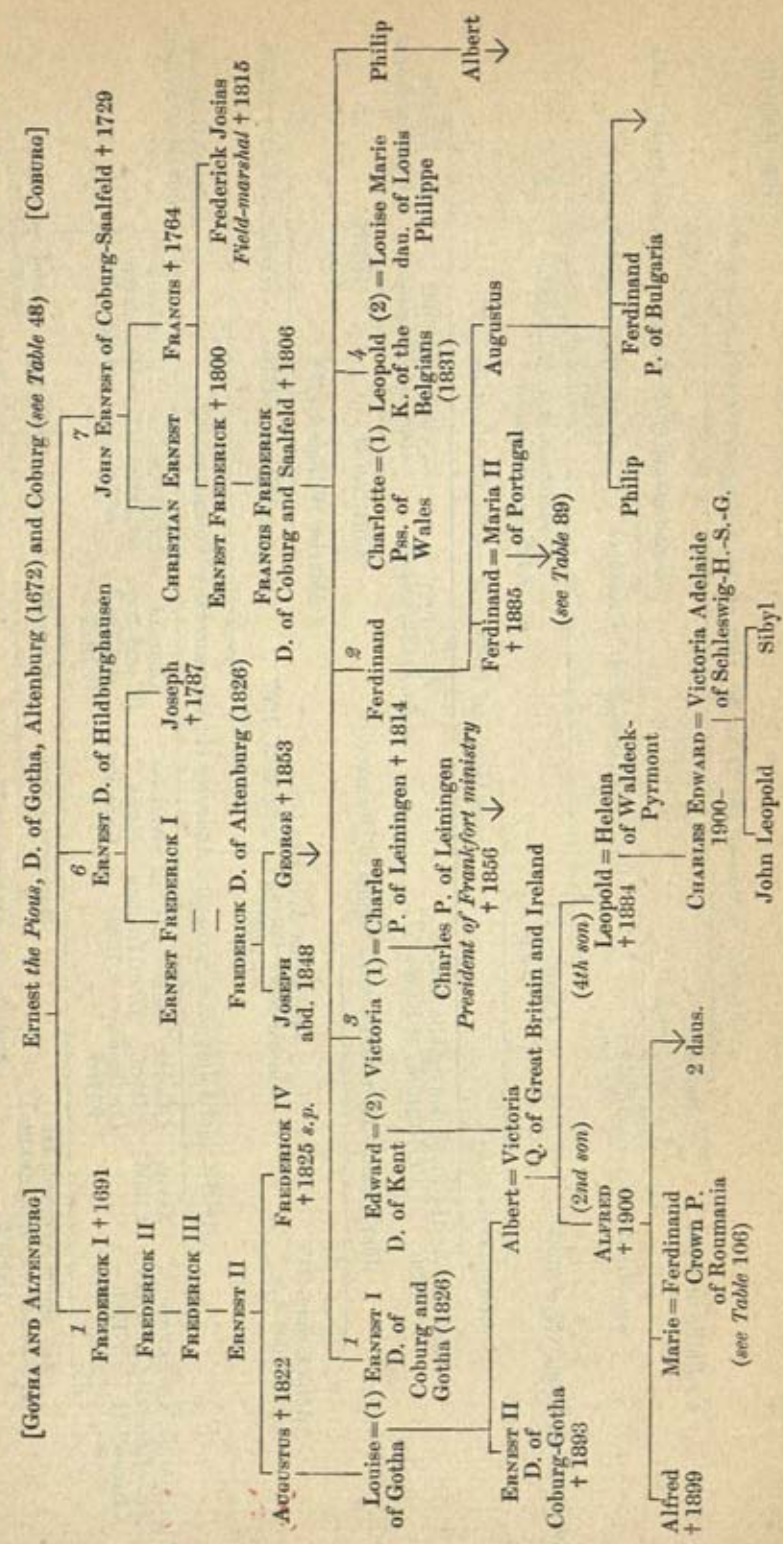 [GOTHA AND ALTENBURG]
Ernest the Pious, D. of Gotha, Altenburg (1672) and Coburg (see Table 48)
[COBURG]
1
FREDERICK I † 1691
6
ERNEST D. of Hildburghausen
7
JOHN ERNEST of Coburg-Saalfeld † 1729
FREDERICK II
ERNEST FREDERICK I
Joseph
† 1787
CHRISTIAN ERNEST
FRANCIS † 1764
FREDERICK III
ERNEST II
FREDERICK D. of Altenburg (1826)
ERNEST FREDERICK † 1800
Frederick Josias
Field-marshal † 1815
AUGUSTUS † 1822
FREDERICK IV
† 1825 s.p.
JOSEPH
abd. 1848
GEORGE † 1853
FRANCIS FREDERICK
D. of Coburg and Saalfeld † 1806
1
3
2
4
Louise=(1) ERNEST I
of Gotha
D. of
Coburg and
Gotha (1826)
Edward=(2) Victoria (1)=Charles
D. of Kent
P. of Leiningen † 1814
Ferdinand
Charlotte=(1) Leopold (2)=Louise Marie
Pss. of
Wales
K. of the
Belgians
(1831)
dau. of Louis
Philippe
Philip
Charles P. of Leiningen
President of Frankfort ministry
† 1856
Albert
ERNEST II
D. of
Coburg-Gotha
† 1893
Albert=Victoria
Q. of Great Britain and Ireland
Ferdinand=Maria II
† 1885
of Portugal
(see Table 89)
Augustus
(2nd son)
ALFRED
† 1900
(4th son)
Leopold=Helena
† 1884
of Waldeck-
Pyrmont
Philip
Ferdinand
P. of Bulgaria
Alfred
† 1899
Marie=Ferdinand
Crown P.
of Roumania
(see Table 106)
2 daus.
CHARLES EDWARD=Victoria Adelaide
1900–
of Schleswig-H.-S.-G.
John Leopold
Sibyl